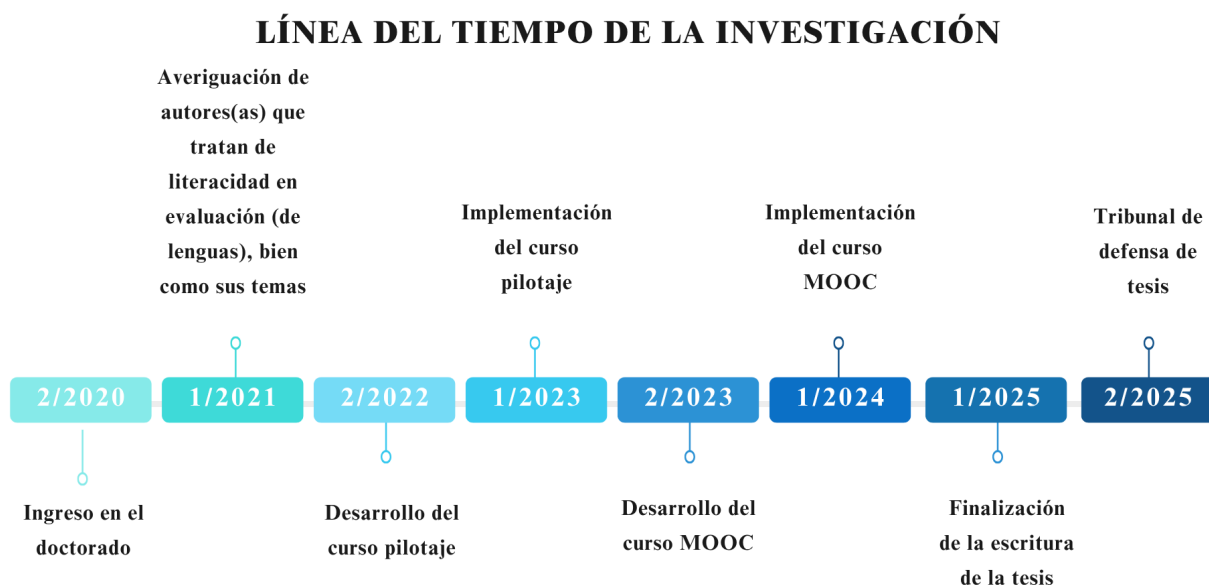 LÍNEA DEL TIEMPO DE LA INVESTIGACIÓN
Averiguación de
autores(as) que
tratan de
literacidad en
evaluación (de
lenguas), bien
como sus temas
Implementación
del curso
pilotaje
Implementación
del curso
MOOC
Tribunal de
defensa de
tesis
2/2020 1/2021 2/2022 1/2023 2/2023 1/2024 1/2025 2/2025
Ingreso en el
doctorado
Desarrollo del
curso pilotaje
Desarrollo del
curso MOOC
Finalización
de la escritura
de la tesis